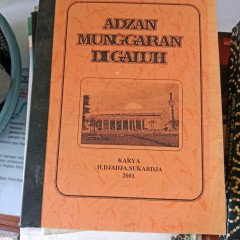 ADZAN
MUNGGARAN
DI GALUH
KARYA
H.DJADJA SUKARDJA
2001